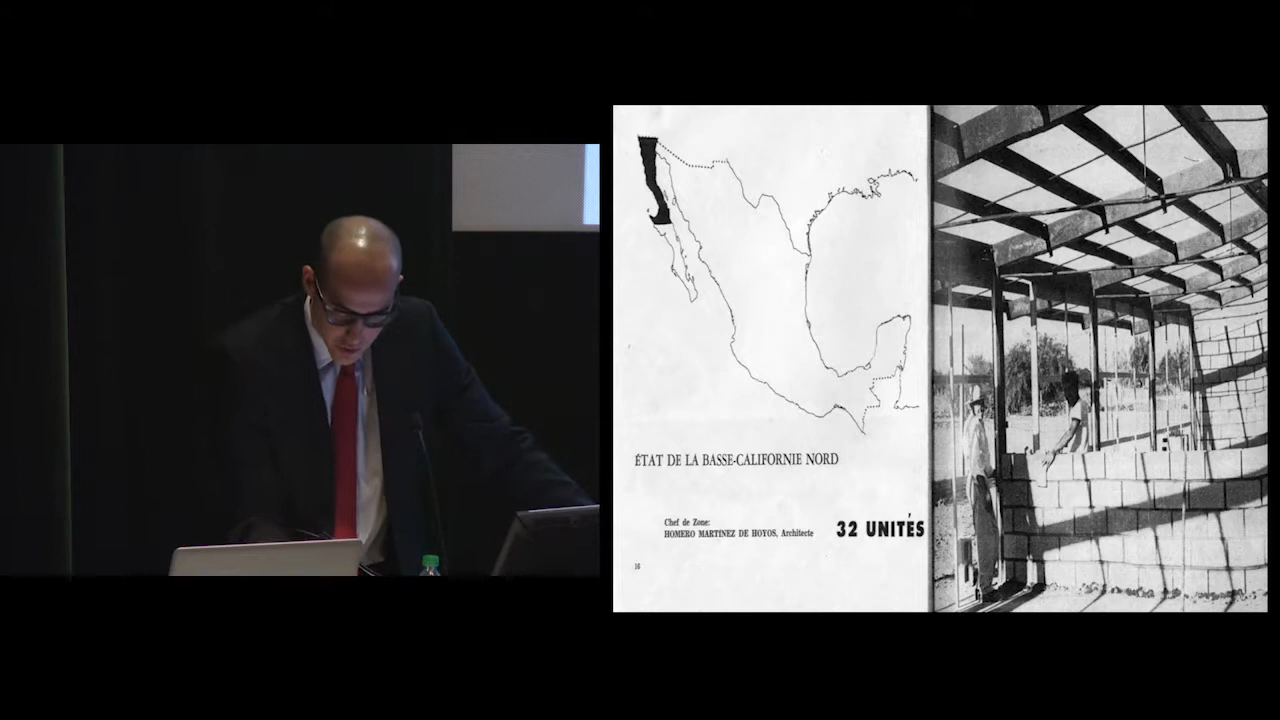 ÉTAT DE LA BASSE-CALIFORNIE NORD
Chef de Zone:
HOMERO MARTINEZ DE HOYOS, Architecte
32 UNITÉS
16